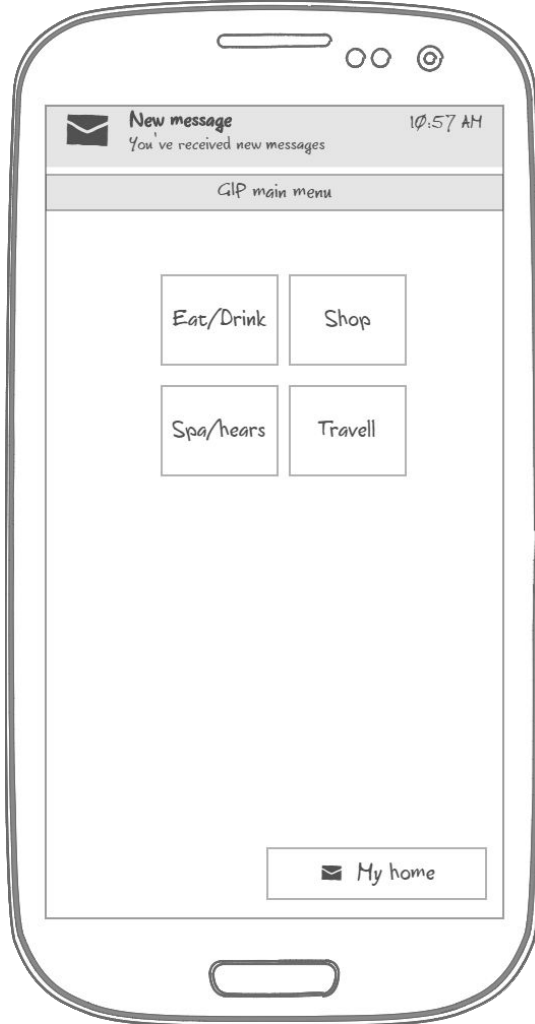 New message
10:57 AM
You've received new messages
GIP main menu
Eat/Drink
Shop
Spa/hears
Travell
My home